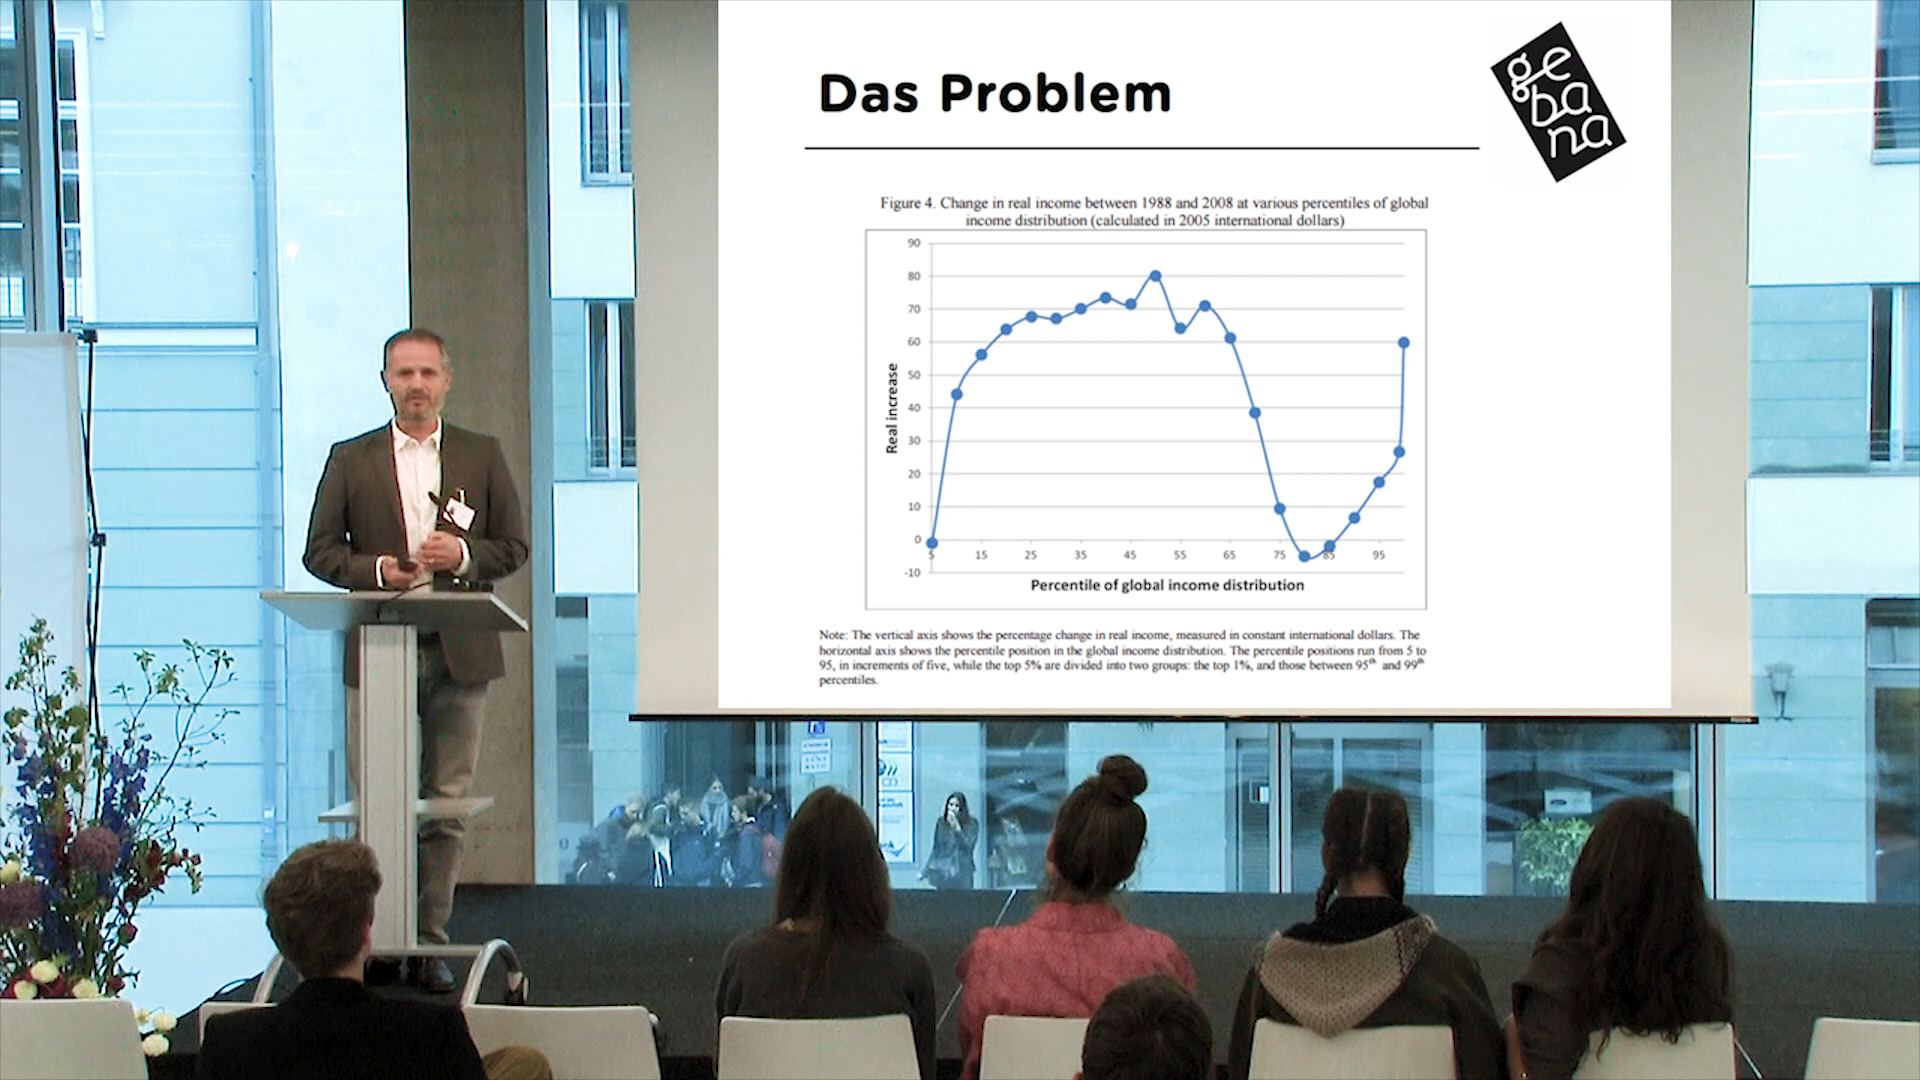 Das Problem
ge
ba
na
Figure 4. Change in real income between 1988 and 2008 at various percentiles of global
income distribution (calculated in 2005 international dollars)
90
80
70
60
50
40
30
20
10
0
-10
Real increase
5 15 25 35 45 55 65 75 85 95
Percentile of global income distribution
Note: The vertical axis shows the percentage change in real income, measured in constant international dollars. The
horizontal axis shows the percentile position in the global income distribution. The percentile positions run from 5 to
95, in increments of five, while the top 5% are divided into two groups: the top 1%, and those between 95th and 99th
percentiles.